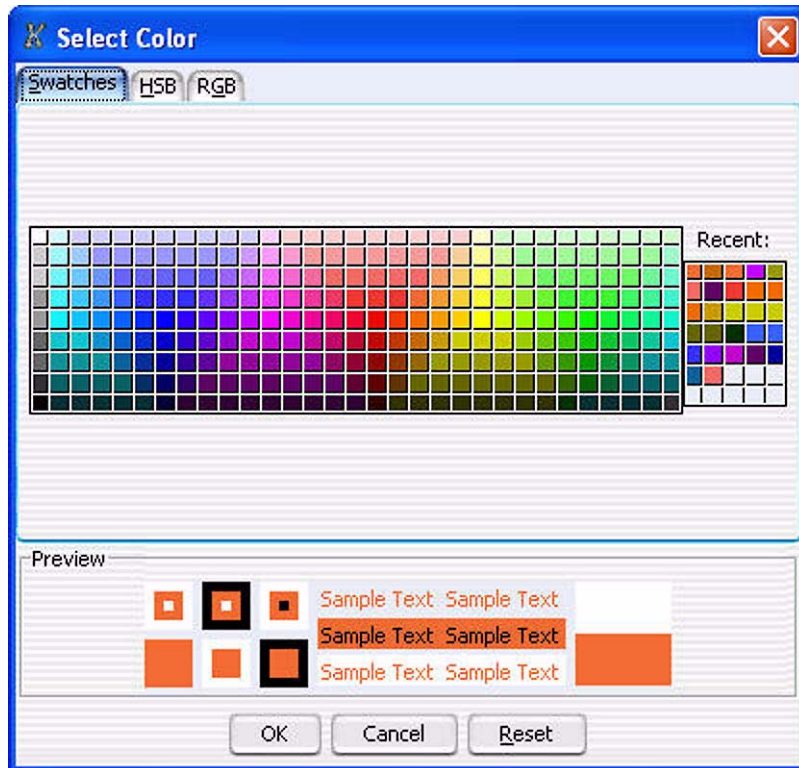 Select Color
Swatches HSB RGB
Recent:
Preview
Sample Text Sample Text
Sample Text Sample Text
Sample Text Sample Text
OK Cancel Reset